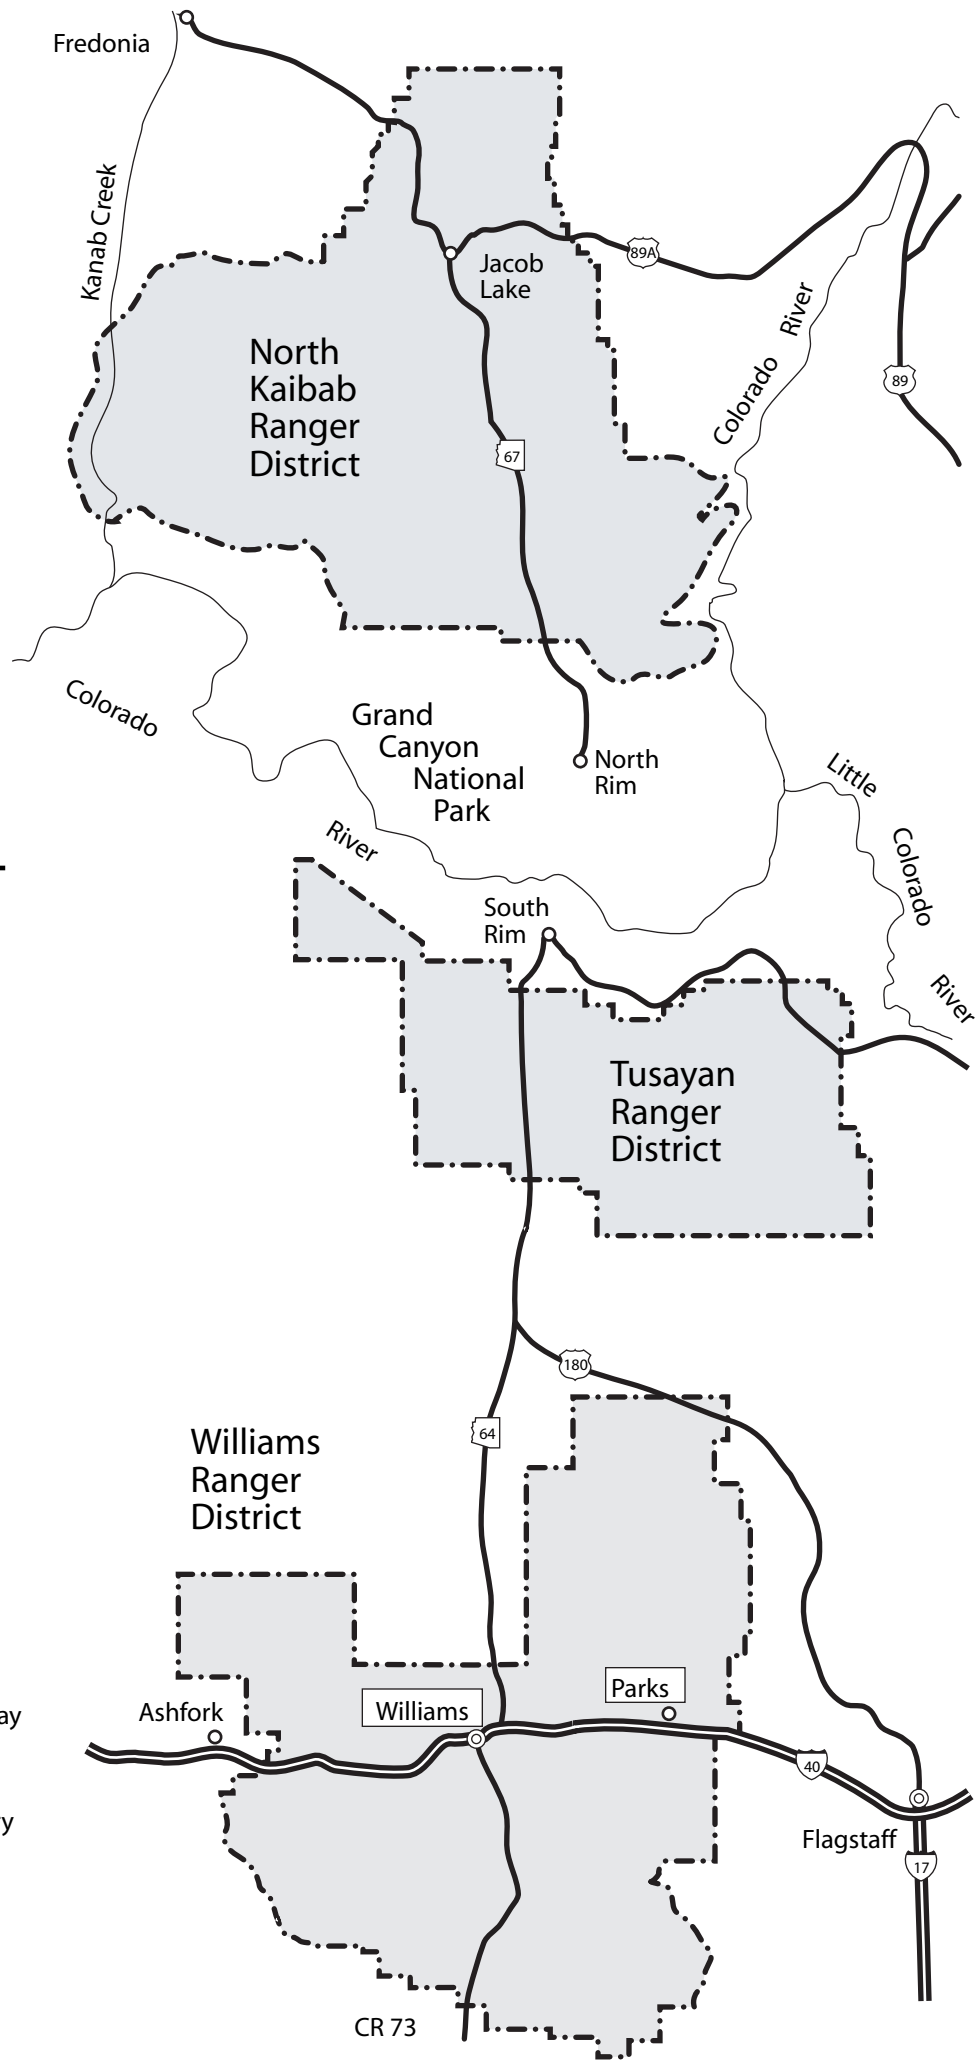 Fredonia
Kanab Creek
Jacob
Lake
89A
Colorado River
89
North
Kaibab
Ranger
District
67
Colorado
River
Grand
Canyon
National
Park
North
Rim
Little
Colorado
River
South
Rim
Tusayan
Ranger
District
180
64
Williams
Ranger
District
Parks
Ashfork
Williams
ay
40
ry
Flagstaff
17
CR 73